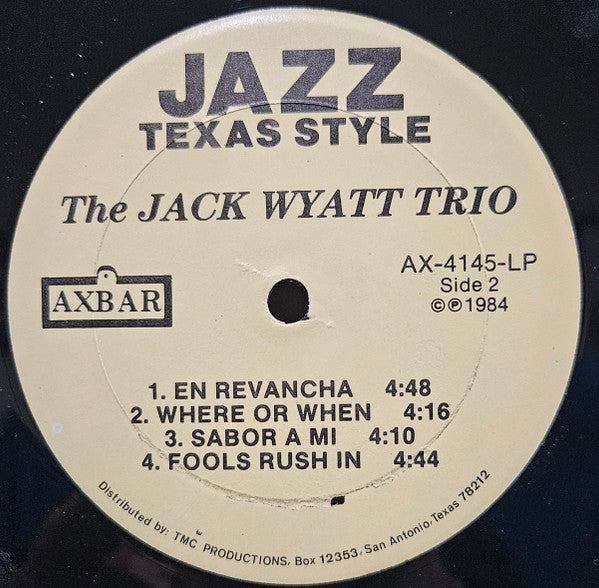 JAZZ
TEXAS STYLE
The JACK WYATT TRIO
AXBAR
AX-4145-LP
Side 2
©℗1984
1. EN REVANCHA 4:48
2. WHERE OR WHEN 4:16
3. SABOR A MI 4:10
4. FOOLS RUSH IN 4:44
Distributed by: TMC PRODUCTIONS, Box 12353, San Antonio, Texas 78212